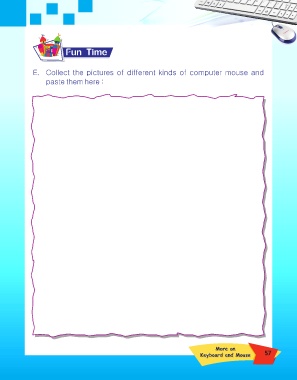 Fun Time
E. Collect the pictures of different kinds of computer mouse and
paste them here :
More on
Keyboard and Mouse
57